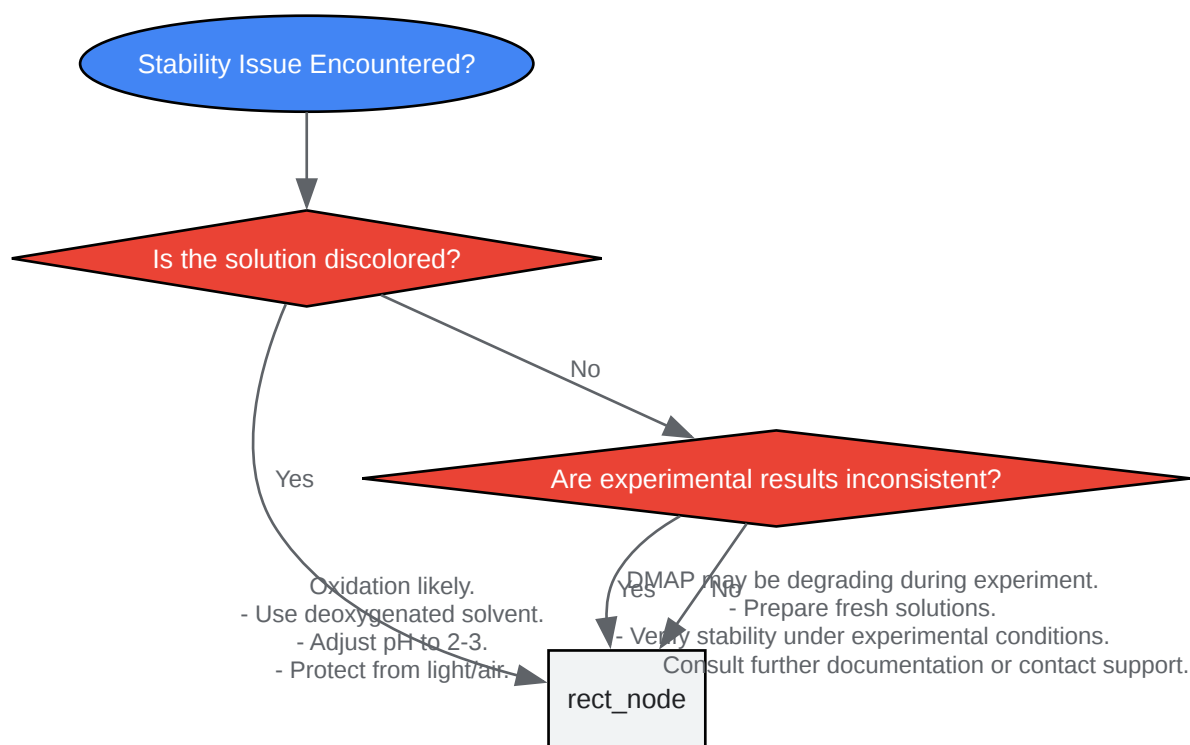 Stability Issue Encountered?
Is the solution discolored?
No
Yes
Are experimental results inconsistent?
Oxidation likely.
- Use deoxygenated solvent.
- Adjust pH to 2-3.
- Protect from light/air.
Yes
No
DMAP may be degrading during experiment.
- Prepare fresh solutions.
- Verify stability under experimental conditions.
Consult further documentation or contact support.
rect_node